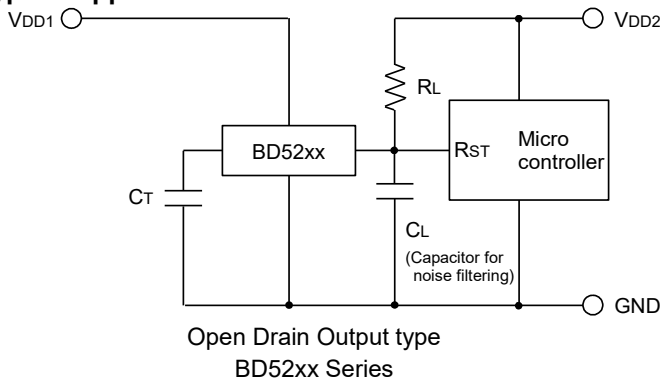 VDD1
VDD2
RL
BD52xx
RST
Micro
controller
CT
CL
(Capacitor for
noise filtering)
GND
Open Drain Output type
BD52xx Series